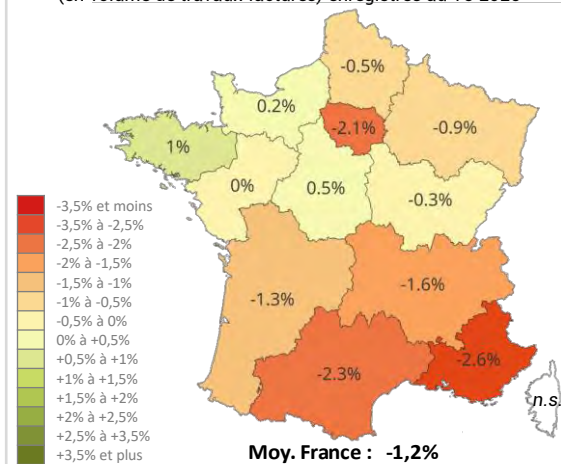 -0.5%
0.2%
-2.1%
-0.9%
1%
0%
0.5%
-0.3%
-3,5% et moins
-3,5% à -2,5%
-2,5% à -2%
-2% à -1,5%
-1,5% à -1%
-1% à -0,5%
-0,5% à 0%
0% à +0,5%
+0,5% à +1%
+1% à +1,5%
+1,5% à +2%
+2% à +2,5%
+2,5% à +3,5%
+3,5% et plus
-1.3%
-1.6%
-2.3%
-2.6%
n.s.
Moy. France : -1,2%